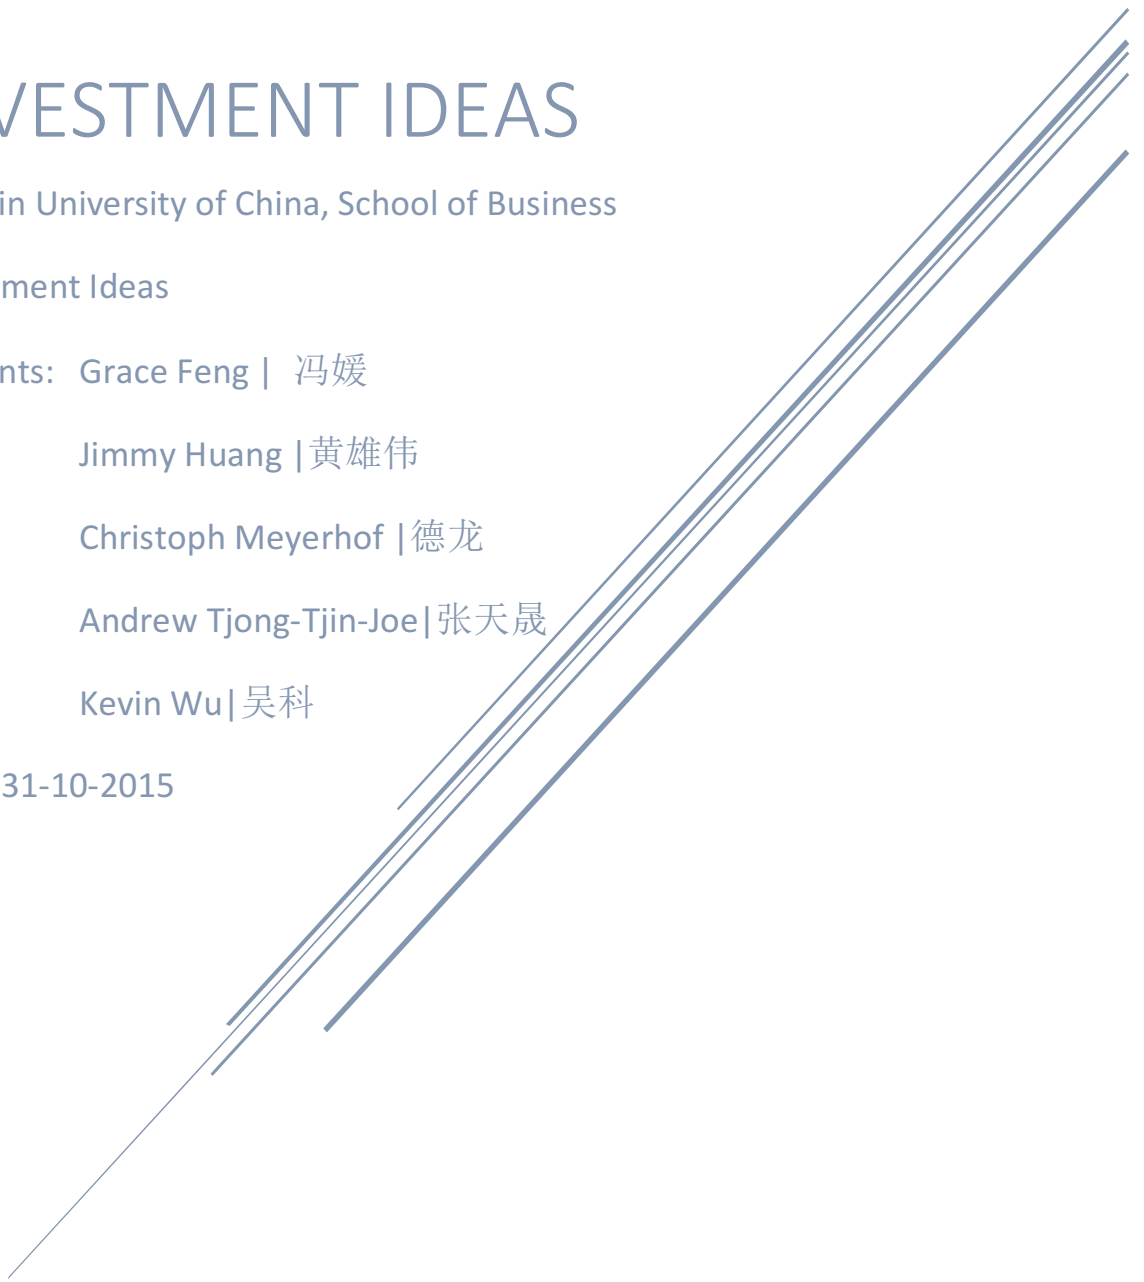 VESTMENT IDEAS
in University of China, School of Business
ment Ideas
nts: Grace Feng | 冯媛
Jimmy Huang |黄雄伟
Christoph Meyerhof |德龙
Andrew Tjong-Tjin-Joe|张天晟
Kevin Wu|吴科
31-10-2015